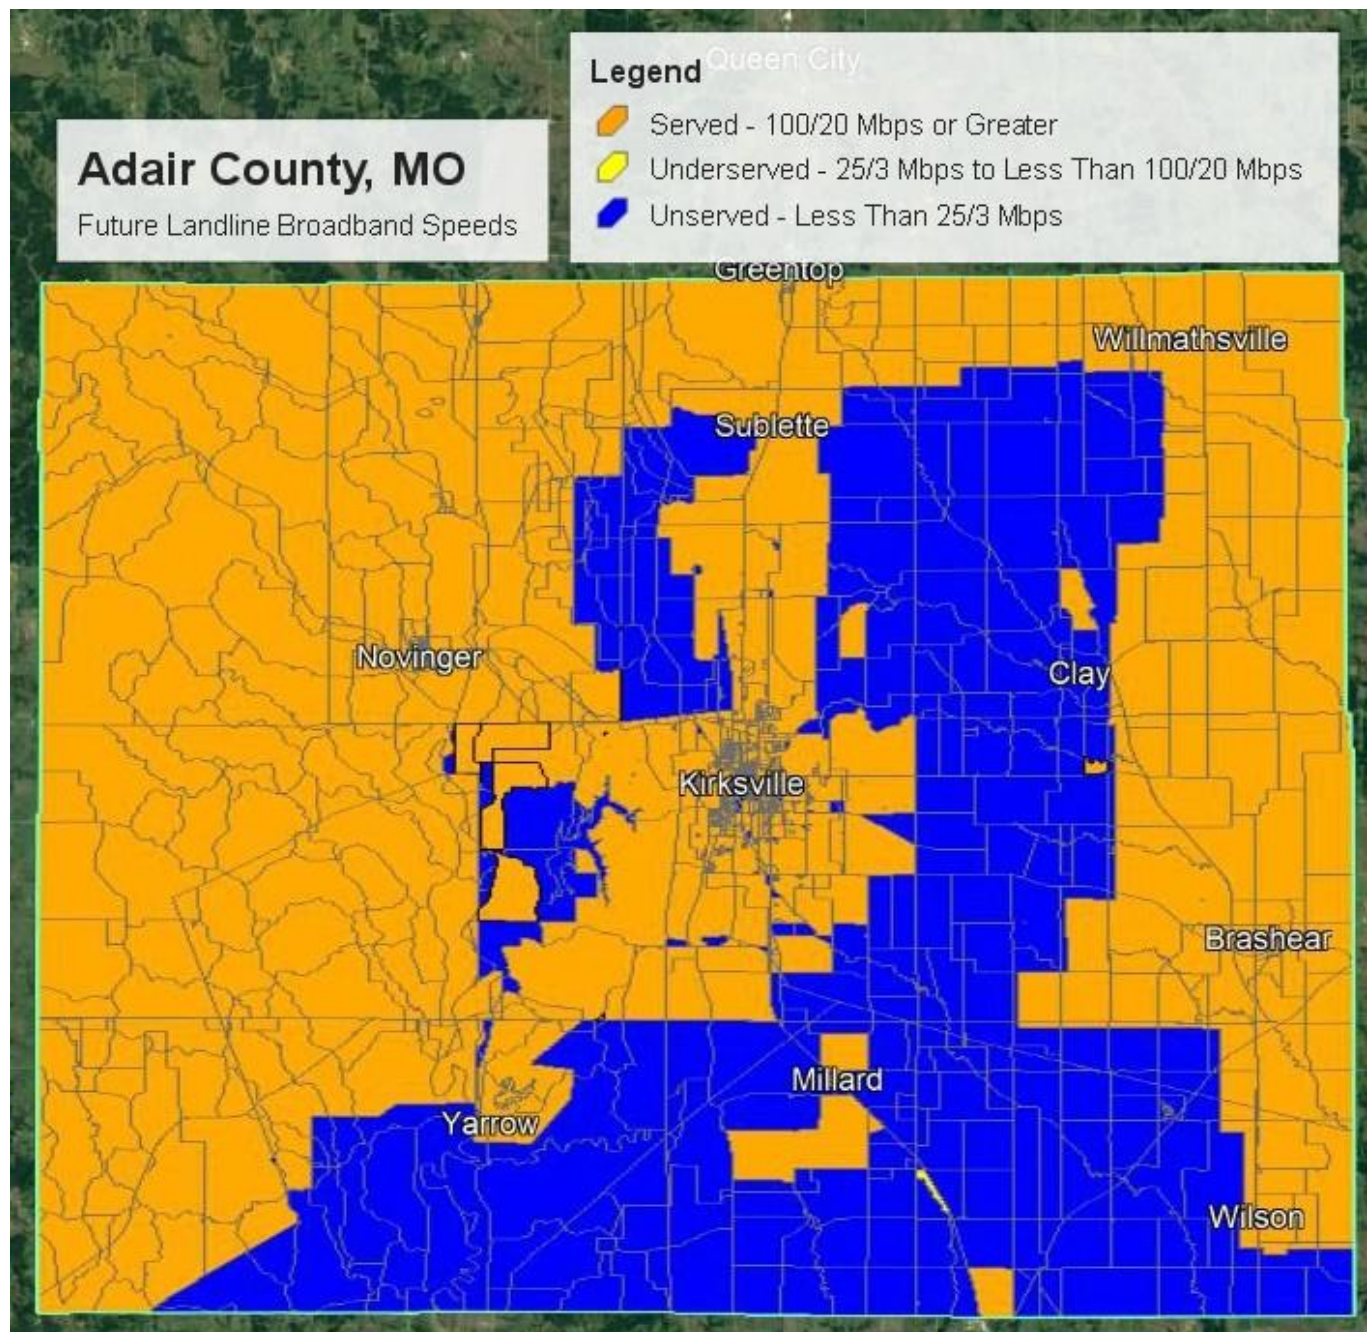 Queen City
Legend
Served - 100/20 Mbps or Greater
Underserved - 25/3 Mbps to Less Than 100/20 Mbps
Unserved - Less Than 25/3 Mbps
Adair County, MO
Future Landline Broadband Speeds
Greentop
Willmathsville
Sublette
Novinger
Clay
Kirksville
Brashear
Millard
Yarrow
Wilson